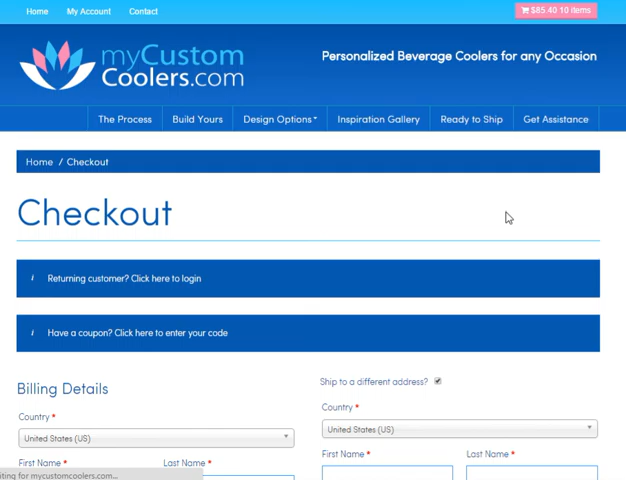 Home My Account Contact
$85.40 10 items
myCustom
Coolers.com
Personalized Beverage Coolers for any Occasion
The Process Build Yours Design Options Inspiration Gallery Ready to Ship Get Assistance
Home / Checkout
Checkout
i Returning customer? Click here to login
i Have a coupon? Click here to enter your code
Billing Details
Ship to a different address?
Country *
United States (US)
Country *
United States (US)
First Name * Last Name *
First Name * Last Name *
iting for mycustomcoolers.com...